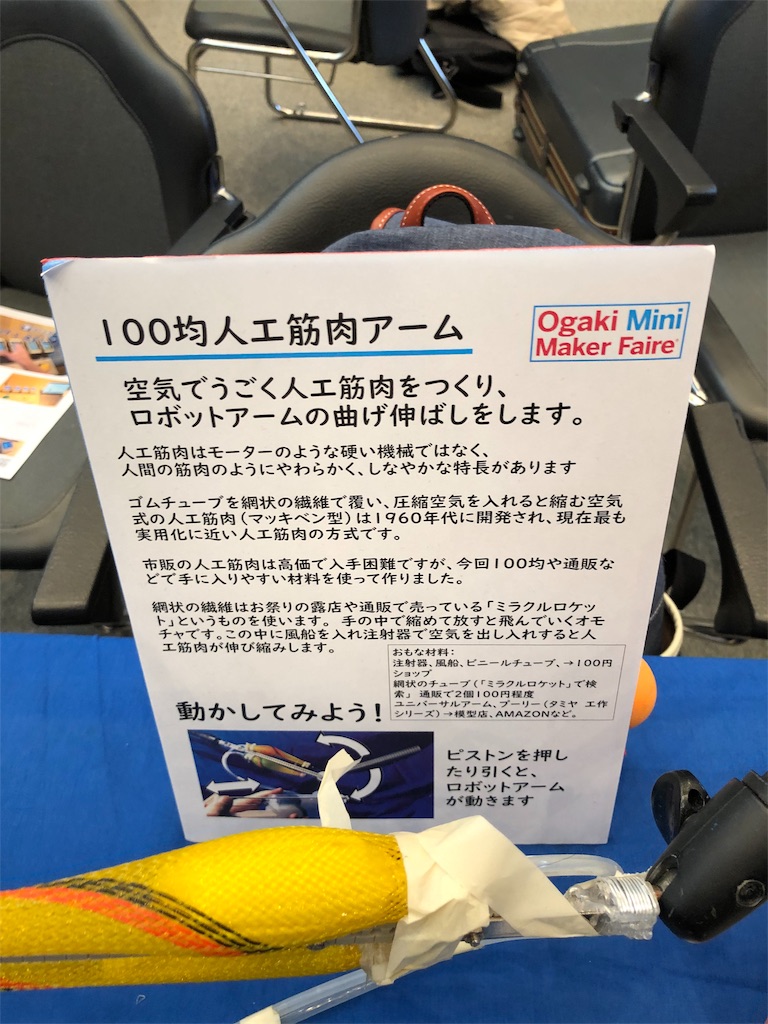 100均人工筋肉アーム
Ogaki Mini
Maker Faire
空気でうごく人工筋肉をつくり、
ロボットアームの曲げ伸ばしをします。
人工筋肉はモーターのような硬い機械ではなく、
人間の筋肉のようにやわらかく、しなやかな特長があります
ゴムチューブを網状の繊維で覆い、圧縮空気を入れると縮む空気
式の人工筋肉(マッキベン型)は1960年代に開発され、現在最も
実用化に近い人工筋肉の方式です。
市販の人工筋肉は高価で入手困難ですが、今回100均や通販な
どで手に入りやすい材料を使って作りました。
網状の繊維はお祭りの露店や通販で売っている「ミラクルロケッ
ト」というものを使います。 手の中で縮めて放すと飛んでいくオモ
チャです。この中に風船を入れ注射器で空気を出し入れすると人
工筋肉が伸び縮みします。
おもな材料:
注射器、風船、ビニールチューブ、→100円
ショップ
網状のチューブ(「ミラクルロケット」で検
索」 通販で2個100円程度
ユニバーサルアーム、プーリー(タミヤ 工作
シリーズ)→模型店、AMAZONなど。
動かしてみよう!
ピストンを押し
たり引くと、
ロボットアーム
が動きます